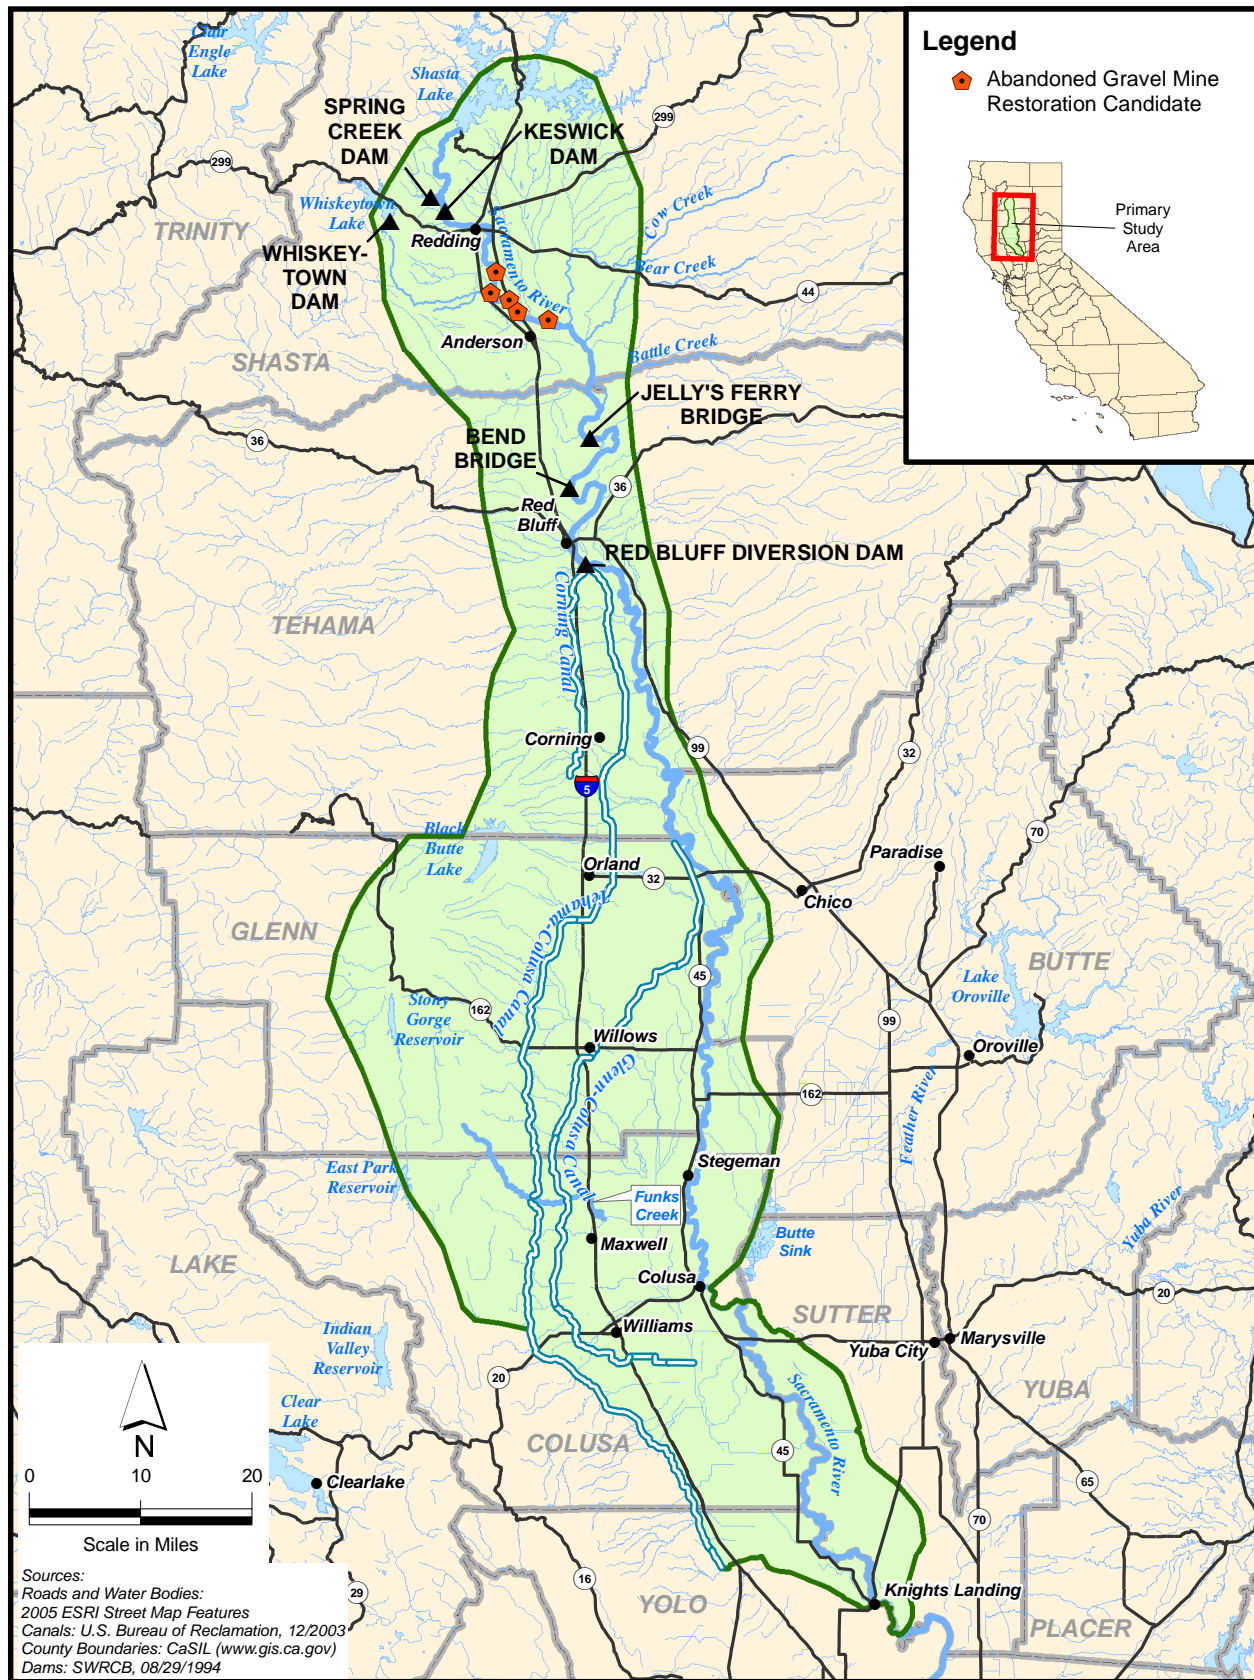 Clair
Engle
Lake
Shasta
Lake
SPRING
CREEK
DAM
KESWICK
DAM
299
299
Whiskeytown
Lake
TRINITY
WHISKEY-
TOWN
DAM
Redding
Sacramento River
Cow Creek
Bear Creek
44
Anderson
SHASTA
Battle Creek
JELLY'S FERRY
BRIDGE
BEND
BRIDGE
36
36
Red
Bluff
RED BLUFF DIVERSION DAM
Corning Canal
TEHAMA
Corning
5
99
32
70
Black
Butte
Lake
Orland
32
Paradise
Chico
Tehama-Colusa Canal
GLENN
BUTTE
Lake
Oroville
45
Stony
Gorge
Reservoir
162
99
Willows
Oroville
Glenn-Colusa Canal
162
Feather River
Stegeman
East Park
Reservoir
Funks
Creek
Butte
Sink
Yuba River
Maxwell
LAKE
Colusa
20
SUTTER
Williams
Yuba City
Marysville
Indian
Valley
Reservoir
20
YUBA
Clear
Lake
Sacramento River
COLUSA
45
65
Clearlake
70
16
29
YOLO
Knights Landing
PLACER
Legend
Abandoned Gravel Mine
Restoration Candidate
Primary
Study
Area
N
0 10 20
Scale in Miles
Sources:
Roads and Water Bodies:
2005 ESRI Street Map Features
Canals: U.S. Bureau of Reclamation, 12/2003
County Boundaries: CaSIL (www.gis.ca.gov)
Dams: SWRCB, 08/29/1994